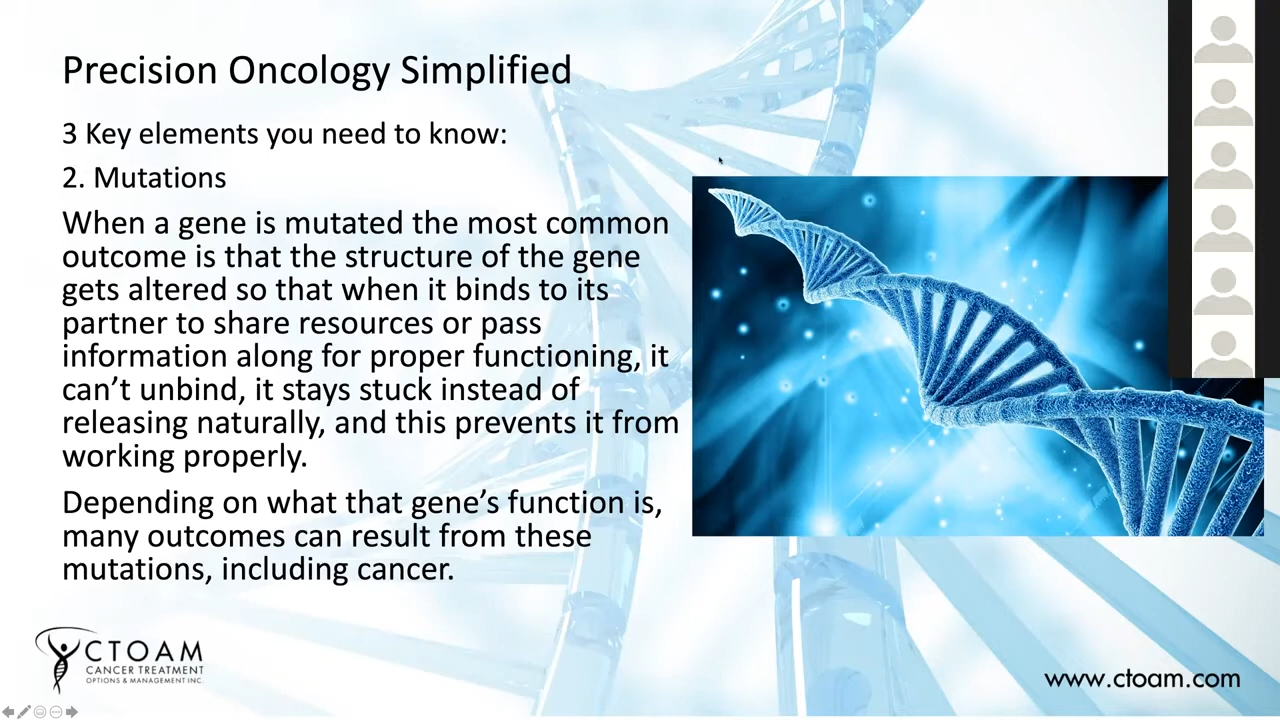 Precision Oncology Simplified
3 Key elements you need to know:
2. Mutations
When a gene is mutated the most common
outcome is that the structure of the gene
gets altered so that when it binds to its
partner to share resources or pass
information along for proper functioning, it
can’t unbind, it stays stuck instead of
releasing naturally, and this prevents it from
working properly.
Depending on what that gene’s function is,
many outcomes can result from these
mutations, including cancer.
CTOAM
CANCER TREATMENT
OPTIONS & MANAGEMENT INC.
www.ctoam.com